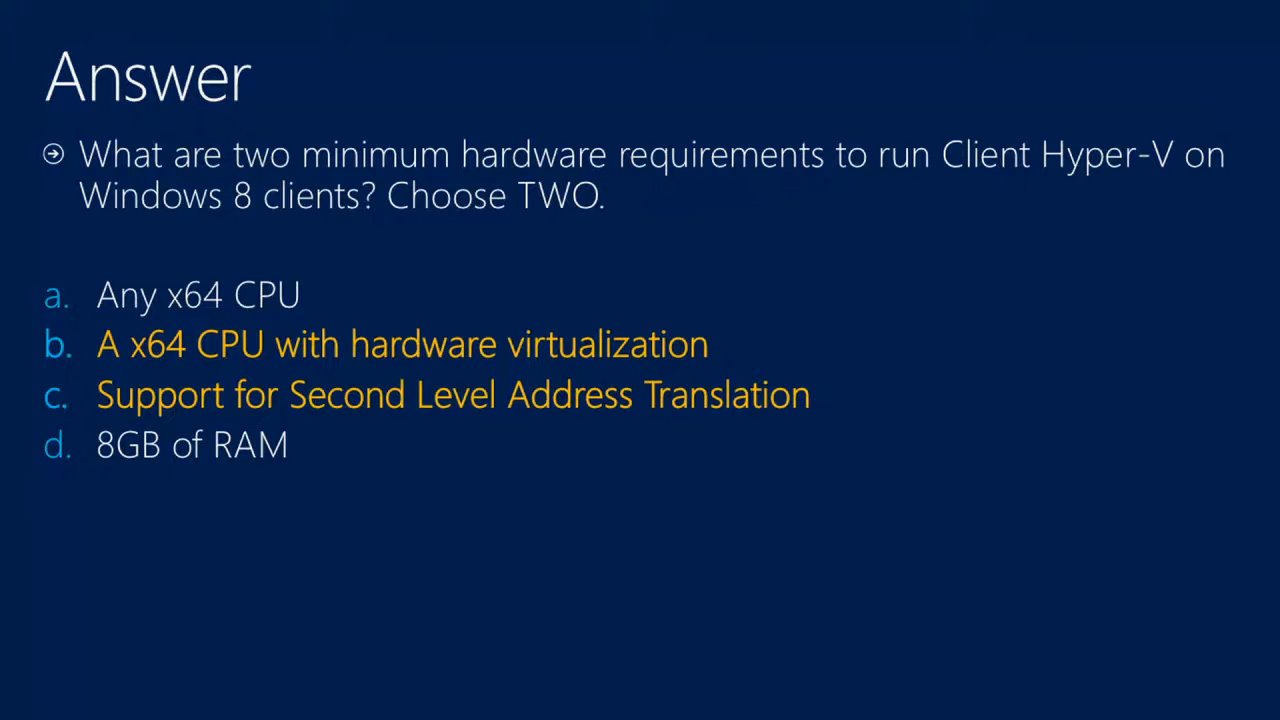 Answer
What are two minimum hardware requirements to run Client Hyper-V on
Windows 8 clients? Choose TWO.
a. Any x64 CPU
b. A x64 CPU with hardware virtualization
c. Support for Second Level Address Translation
d. 8GB of RAM